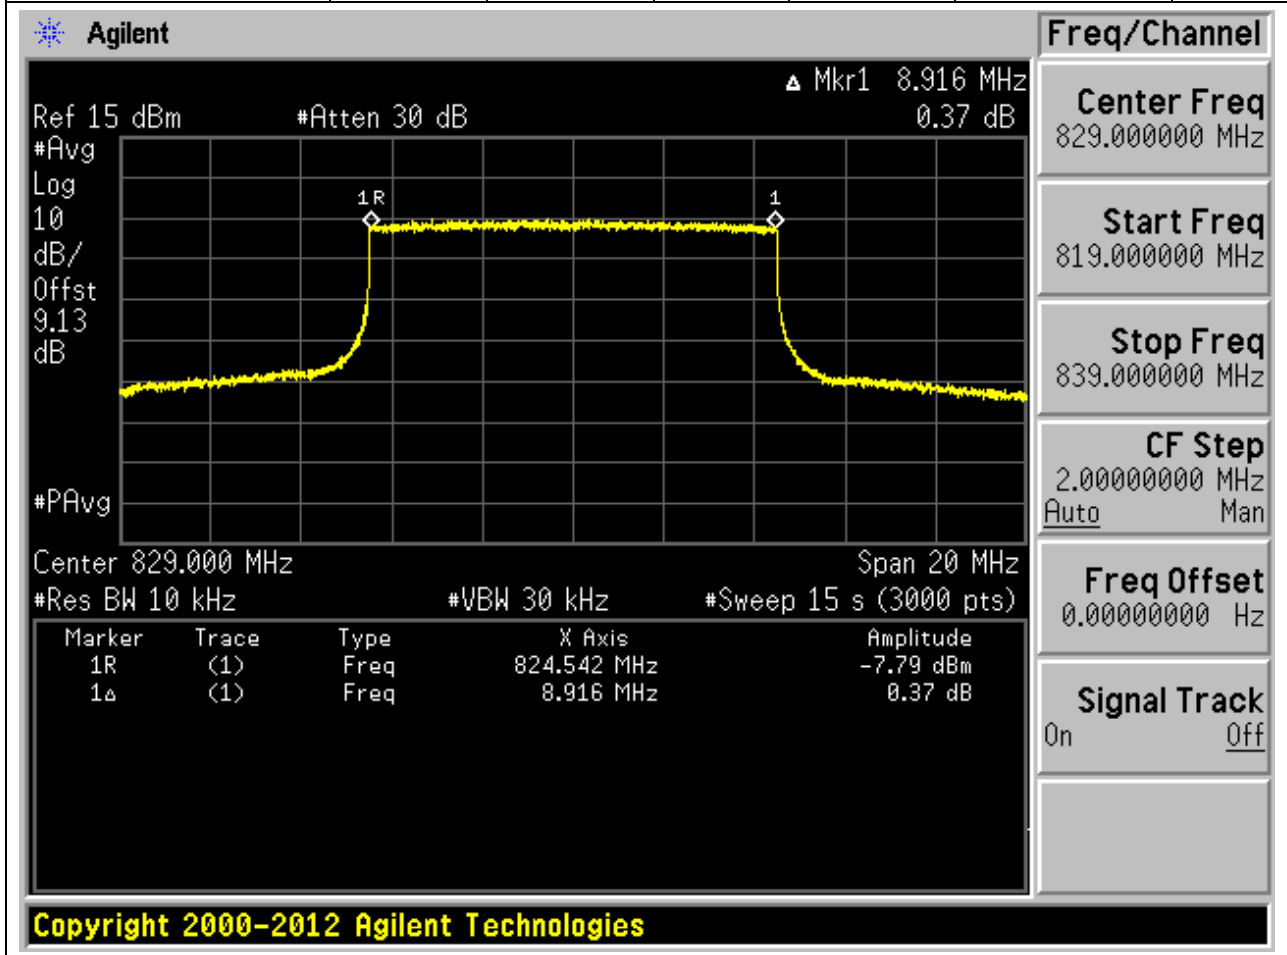 Agilent
Freq/Channel
Δ Mkr1 8.916 MHz
Ref 15 dBm #Atten 30 dB 0.37 dB
#Avg
Log
10
dB/
Offst
9.13
dB
#PAvg
1R 1
Center 829.000 MHz Span 20 MHz
#Res BW 10 kHz #VBW 30 kHz #Sweep 15 s (3000 pts)
Marker Trace Type X Axis Amplitude
1R (1) Freq 824.542 MHz -7.79 dBm
1Δ (1) Freq 8.916 MHz 0.37 dB
Center Freq
829.000000 MHz
Start Freq
819.000000 MHz
Stop Freq
839.000000 MHz
CF Step
2.00000000 MHz
Auto Man
Freq Offset
0.00000000 Hz
Signal Track
On Off
Copyright 2000-2012 Agilent Technologies